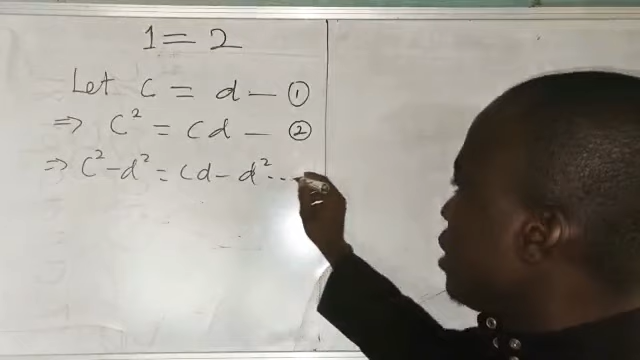 1 = 2
Let c = d — ①
⇒ c² = cd — ②
⇒ c² - d² = cd - d² ...